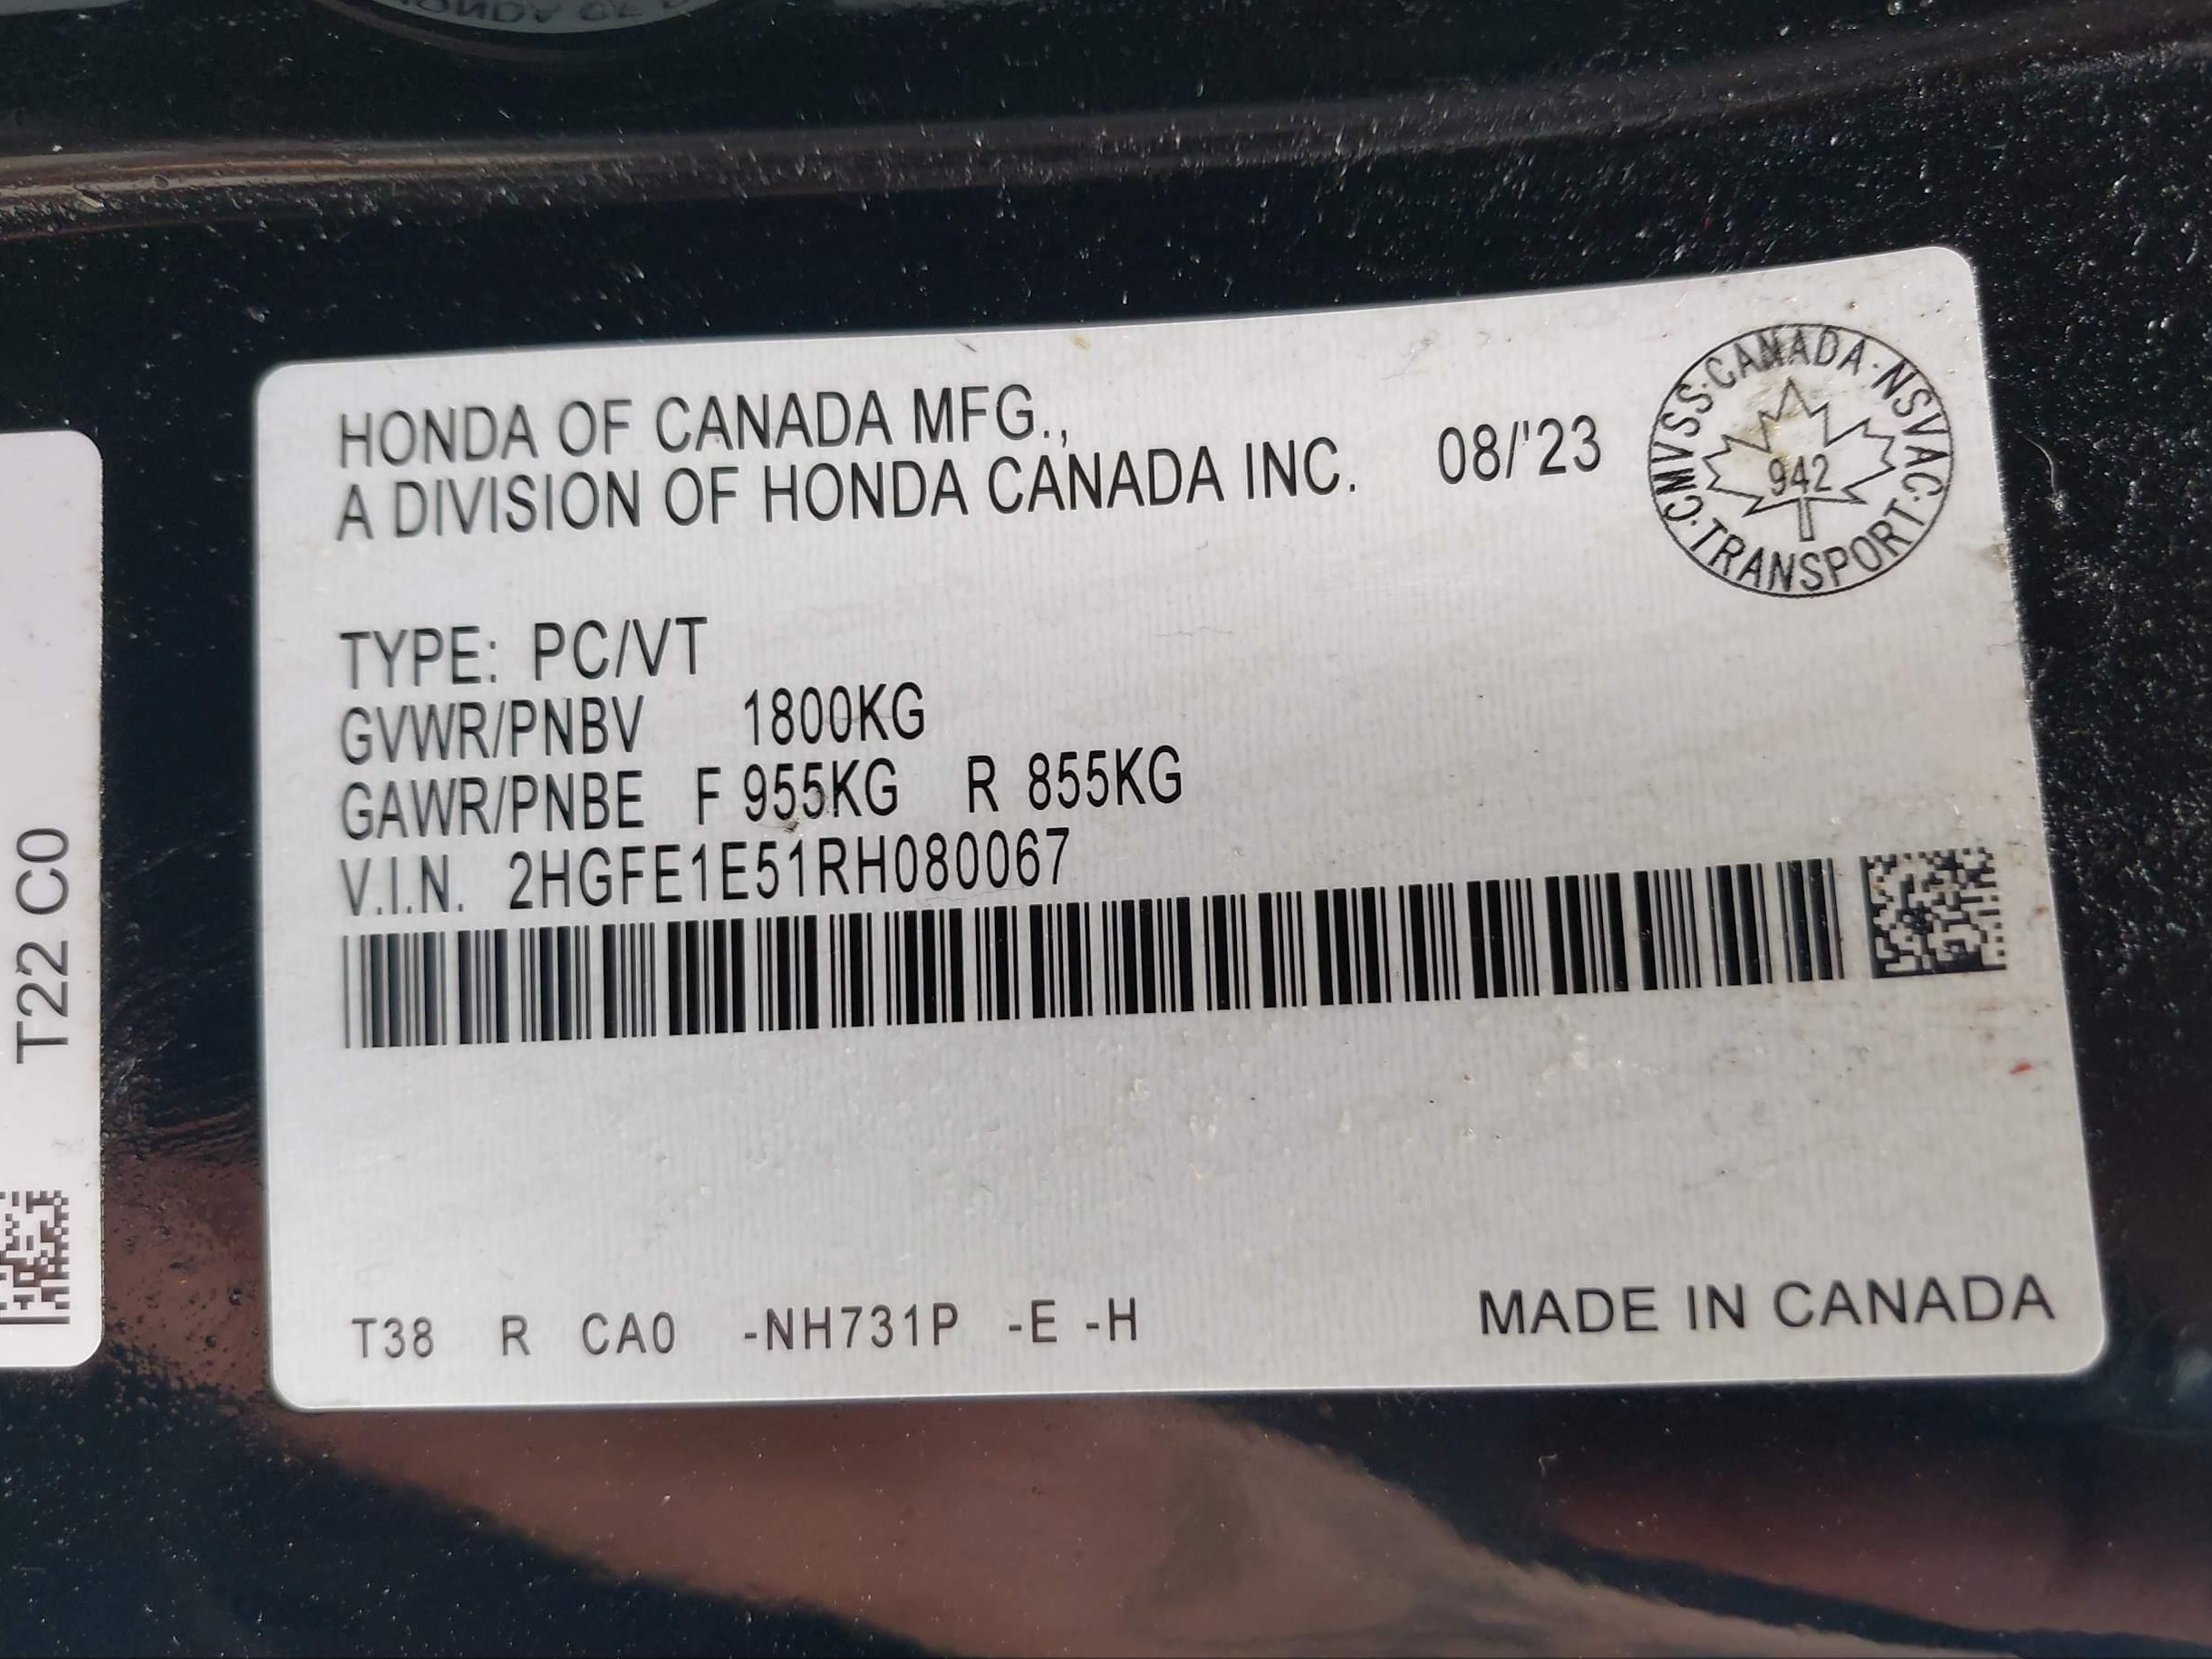 HONDA OF CANADA MFG.,
A DIVISION OF HONDA CANADA INC. 08/'23
CMVSS·CANADA·NSVAC·TRANSPORT·
942
TYPE: PC/VT
GVWR/PNBV 1800KG
GAWR/PNBE F 955KG R 855KG
V.I.N. 2HGFE1E51RH080067
T38 R CA0 -NH731P -E -H
MADE IN CANADA
T22 C0